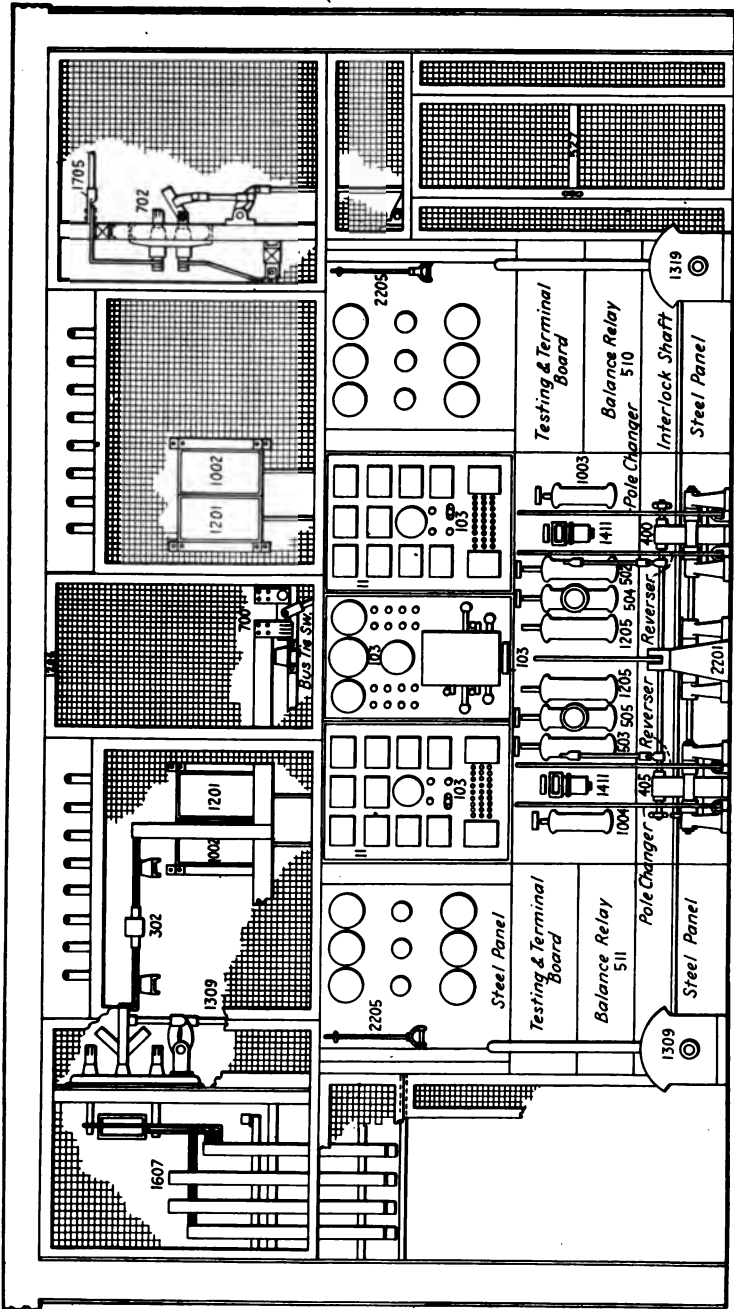 1705
702
1607
1309
302
1002
1201
700
Bus Tie Sw.
1201
1002
2205
11
103
103
103
11
103
2205
Steel Panel
527
Testing & Terminal
Board
Testing & Terminal
Board
1411
1411
1003
1004
503
505
1205
1205
504
502
Balance Relay
511
Balance Relay
510
Pole Changer
405
Reverser
Reverser
400
Pole Changer
Interlock Shaft
1309
Steel Panel
2201
Steel Panel
1319